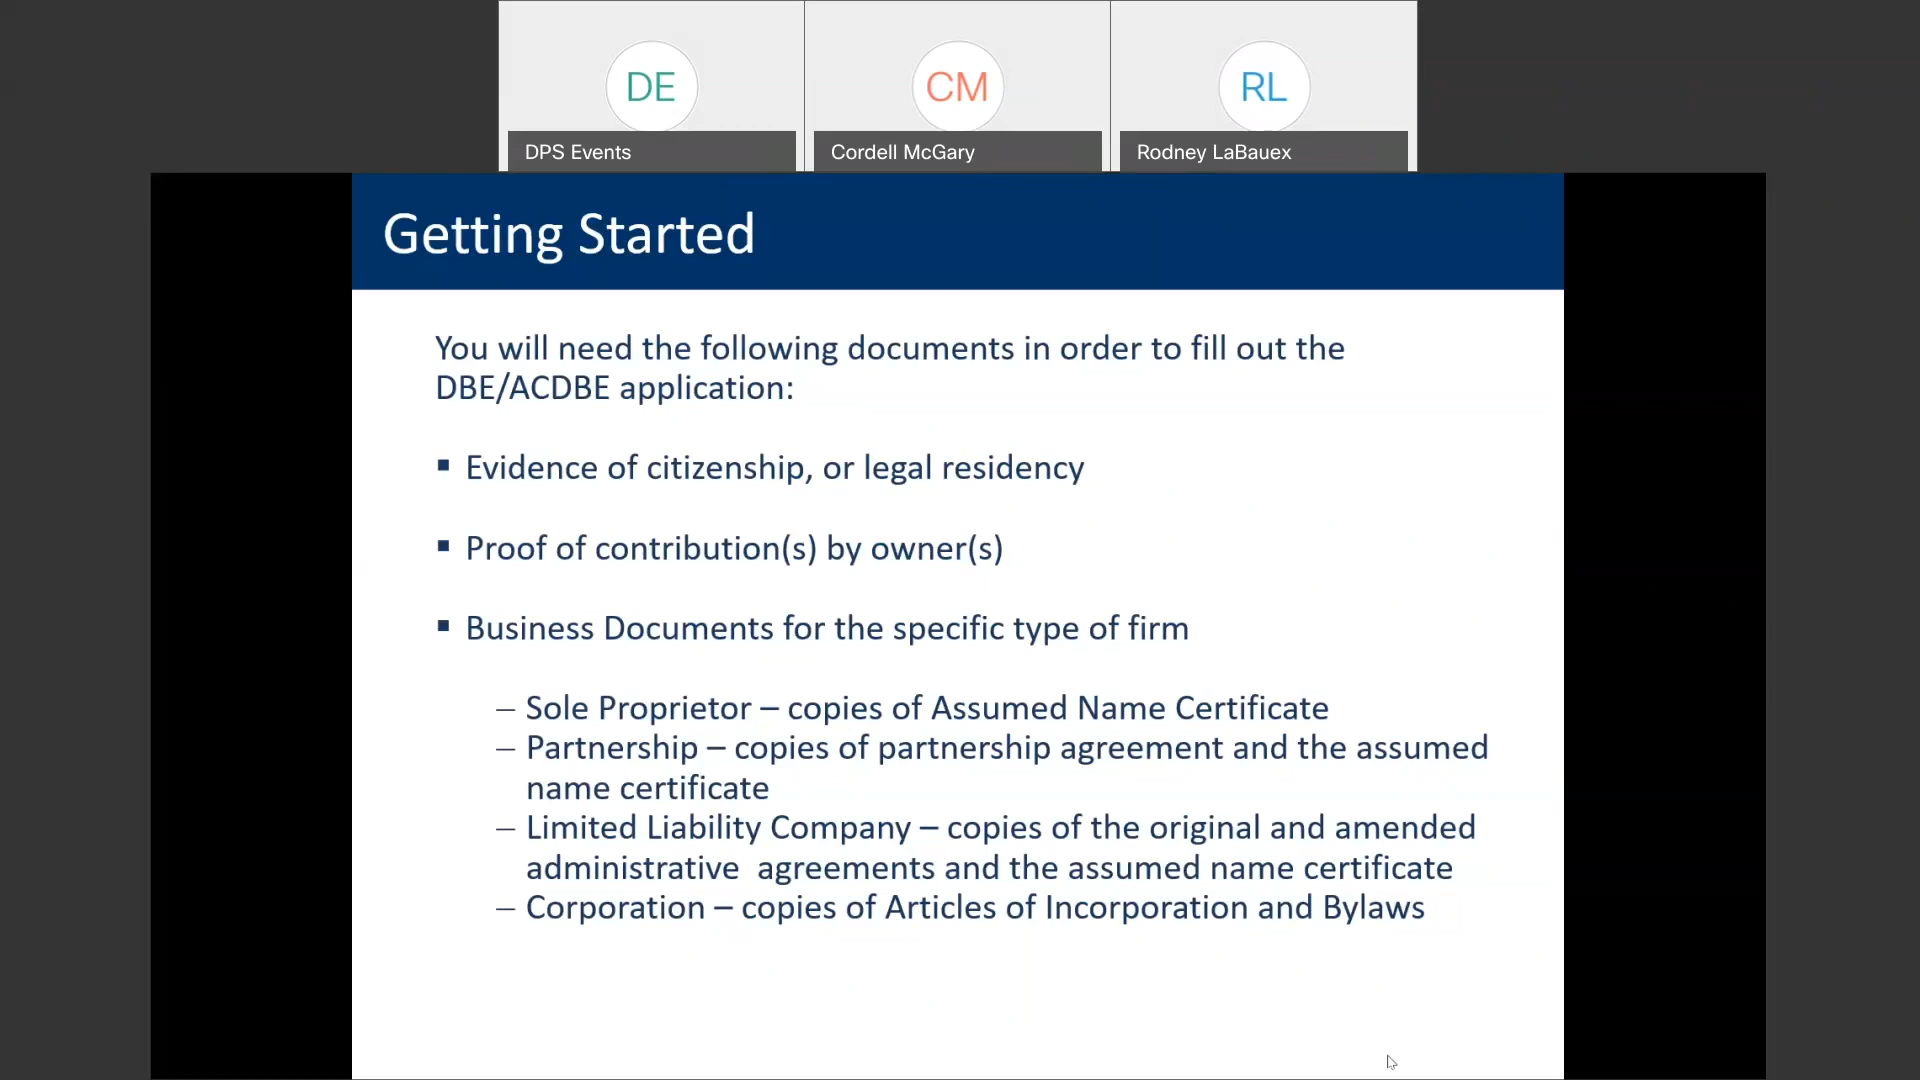 DE
CM
RL
DPS Events
Cordell McGary
Rodney LaBauex
Getting Started
You will need the following documents in order to fill out the
DBE/ACDBE application:
▪ Evidence of citizenship, or legal residency
▪ Proof of contribution(s) by owner(s)
▪ Business Documents for the specific type of firm
– Sole Proprietor – copies of Assumed Name Certificate
– Partnership – copies of partnership agreement and the assumed
name certificate
– Limited Liability Company – copies of the original and amended
administrative  agreements and the assumed name certificate
– Corporation – copies of Articles of Incorporation and Bylaws